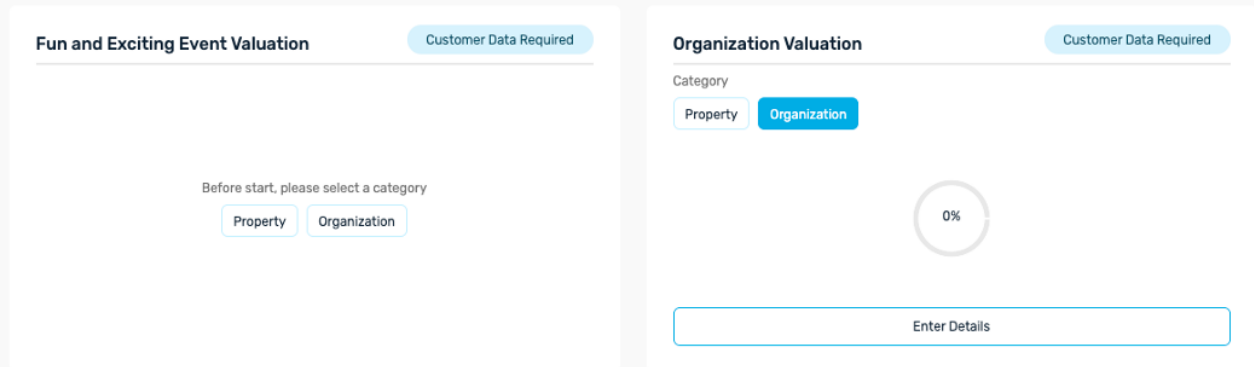 Fun and Exciting Event Valuation
Customer Data Required
Before start, please select a category
Property
Organization
Organization Valuation
Customer Data Required
Category
Property
Organization
0%
Enter Details